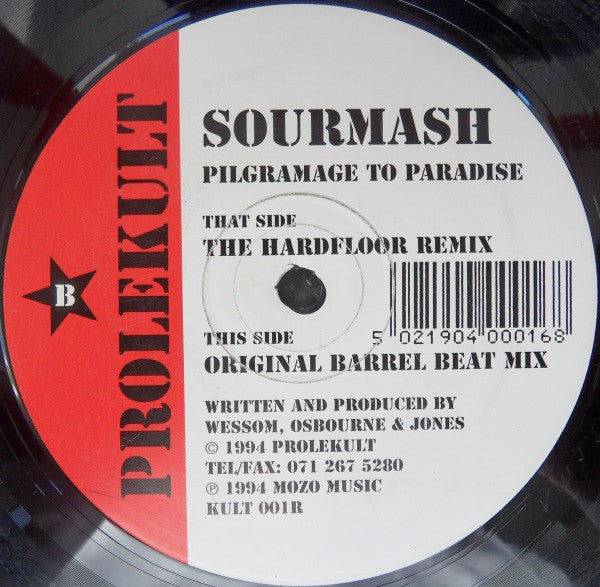 PROLEKULT
B
SOURMASH
PILGRAMAGE TO PARADISE
THAT SIDE
THE HARDFLOOR REMIX
THIS SIDE
5 021904 000168
ORIGINAL BARREL BEAT MIX
WRITTEN AND PRODUCED BY
WESSOM, OSBOURNE & JONES
© 1994 PROLEKULT
TEL/FAX: 071 267 5280
℗ 1994 MOZO MUSIC
KULT 001R